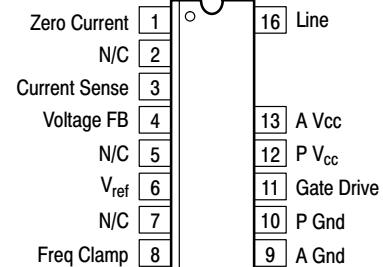 Zero Current 1
N/C 2
Current Sense 3
Voltage FB 4
N/C 5
Vref 6
N/C 7
Freq Clamp 8
16 Line
13 A Vcc
12 P Vcc
11 Gate Drive
10 P Gnd
9 A Gnd